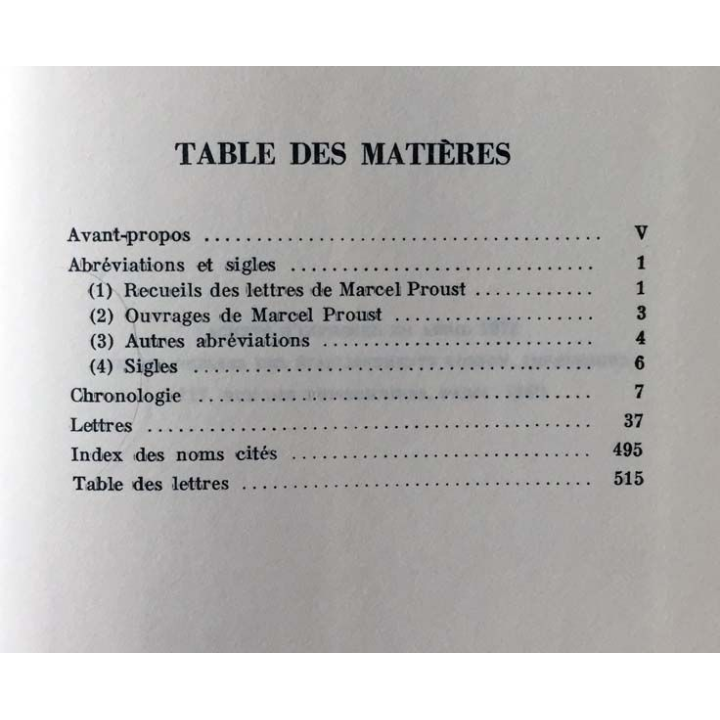 TABLE DES MATIÈRES
Avant-propos ........................................ V
Abréviations et sigles .............................. 1
(1) Recueils des lettres de Marcel Proust ............ 1
(2) Ouvrages de Marcel Proust ..................... 3
(3) Autres abréviations ............................ 4
(4) Sigles ......................................... 6
Chronologie ........................................ 7
Lettres ............................................. 37
Index des noms cités ............................... 495
Table des lettres ................................... 515